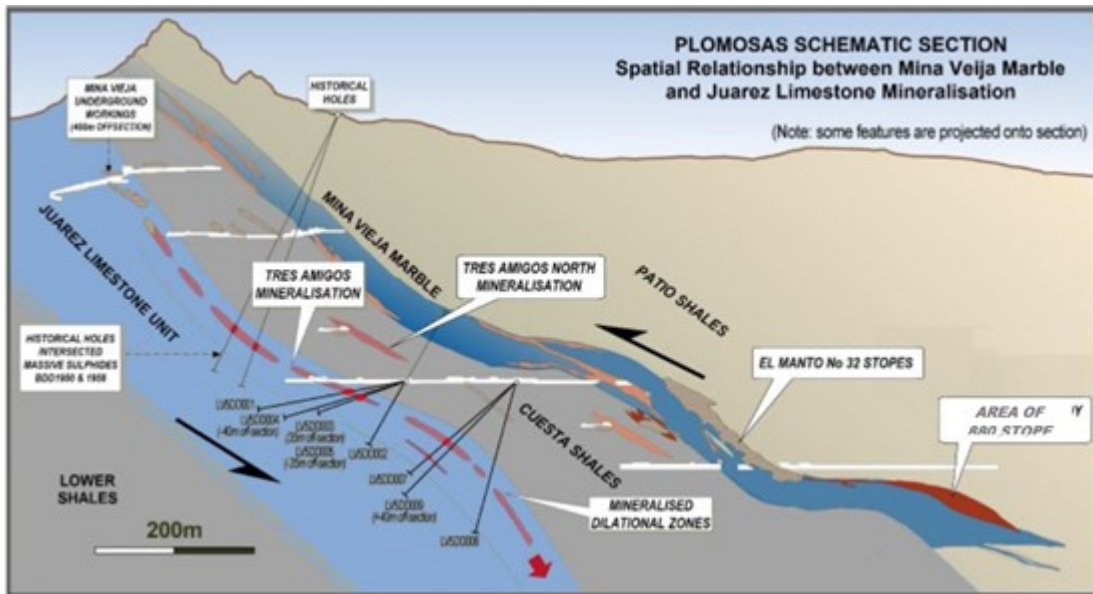 PLOMOSAS SCHEMATIC SECTION
Spatial Relationship between Mina Veija Marble
and Juarez Limestone Mineralisation
(Note: some features are projected onto section)
MINA VIEJA
UNDERGROUND
WORKINGS
OFFSECTION)
HISTORICAL
HOLES
JUAREZ LIMESTONE UNIT
MINA VIEJA MARBLE
TRES AMIGOS
MINERALISATION
TRES AMIGOS NORTH
MINERALISATION
PATIO SHALES
HISTORICAL HOLES
INTERSECTED
MASSIVE SULPHIDES
EL MANTO No 32 STOPES
AREA OF
880 STOPE
CUESTA SHALES
LOWER
SHALES
MINERALISED
DILATIONAL ZONES
200m